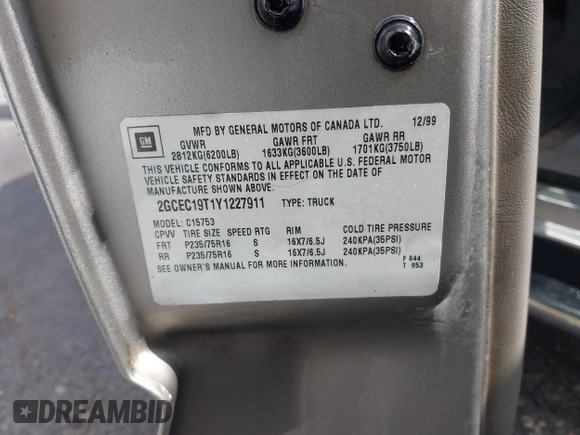 MFD BY GENERAL MOTORS OF CANADA LTD. 12/99
GM
GVWR GAWR FRT GAWR RR
2812KG(6200LB) 1633KG(3600LB) 1701KG(3750LB)
THIS VEHICLE CONFORMS TO ALL APPLICABLE U.S. FEDERAL MOTOR
VEHICLE SAFETY STANDARDS IN EFFECT ON THE DATE OF
MANUFACTURE SHOWN ABOVE.
2GCEC19T1Y1227911 TYPE: TRUCK
MODEL: C15753
CPVV TIRE SIZE SPEED RTG RIM COLD TIRE PRESSURE
FRT P235/75R16 S 16X7/6.5J 240KPA(35PSI)
RR P235/75R16 S 16X7/6.5J 240KPA(35PSI)
SEE OWNER'S MANUAL FOR MORE INFORMATION.
F 644
T 953
DREAMBID